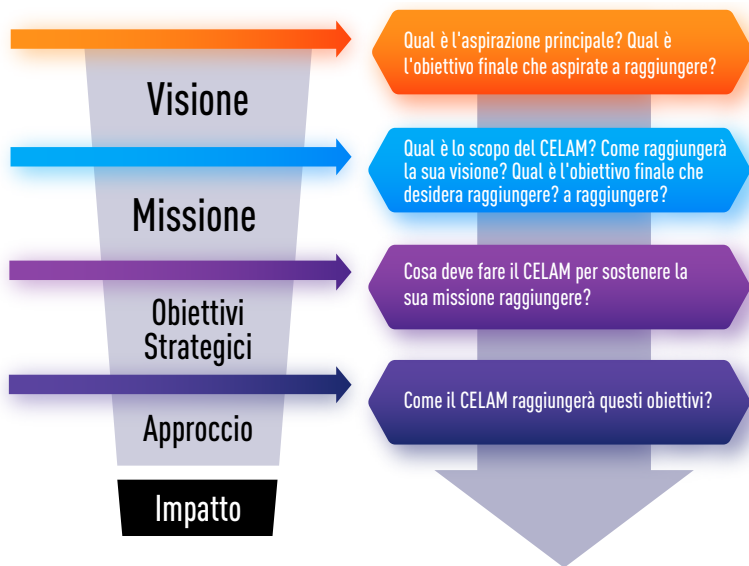 Qual è l'aspirazione principale? Qual è
l'obiettivo finale che aspirate a raggiungere?
Visione
Qual è lo scopo del CELAM? Come raggiungerà
la sua visione? Qual è l'obiettivo finale che
desidera raggiungere? a raggiungere?
Missione
Cosa deve fare il CELAM per sostenere la
sua missione raggiungere?
Obiettivi
Strategici
Come il CELAM raggiungerà questi obiettivi?
Approccio
Impatto